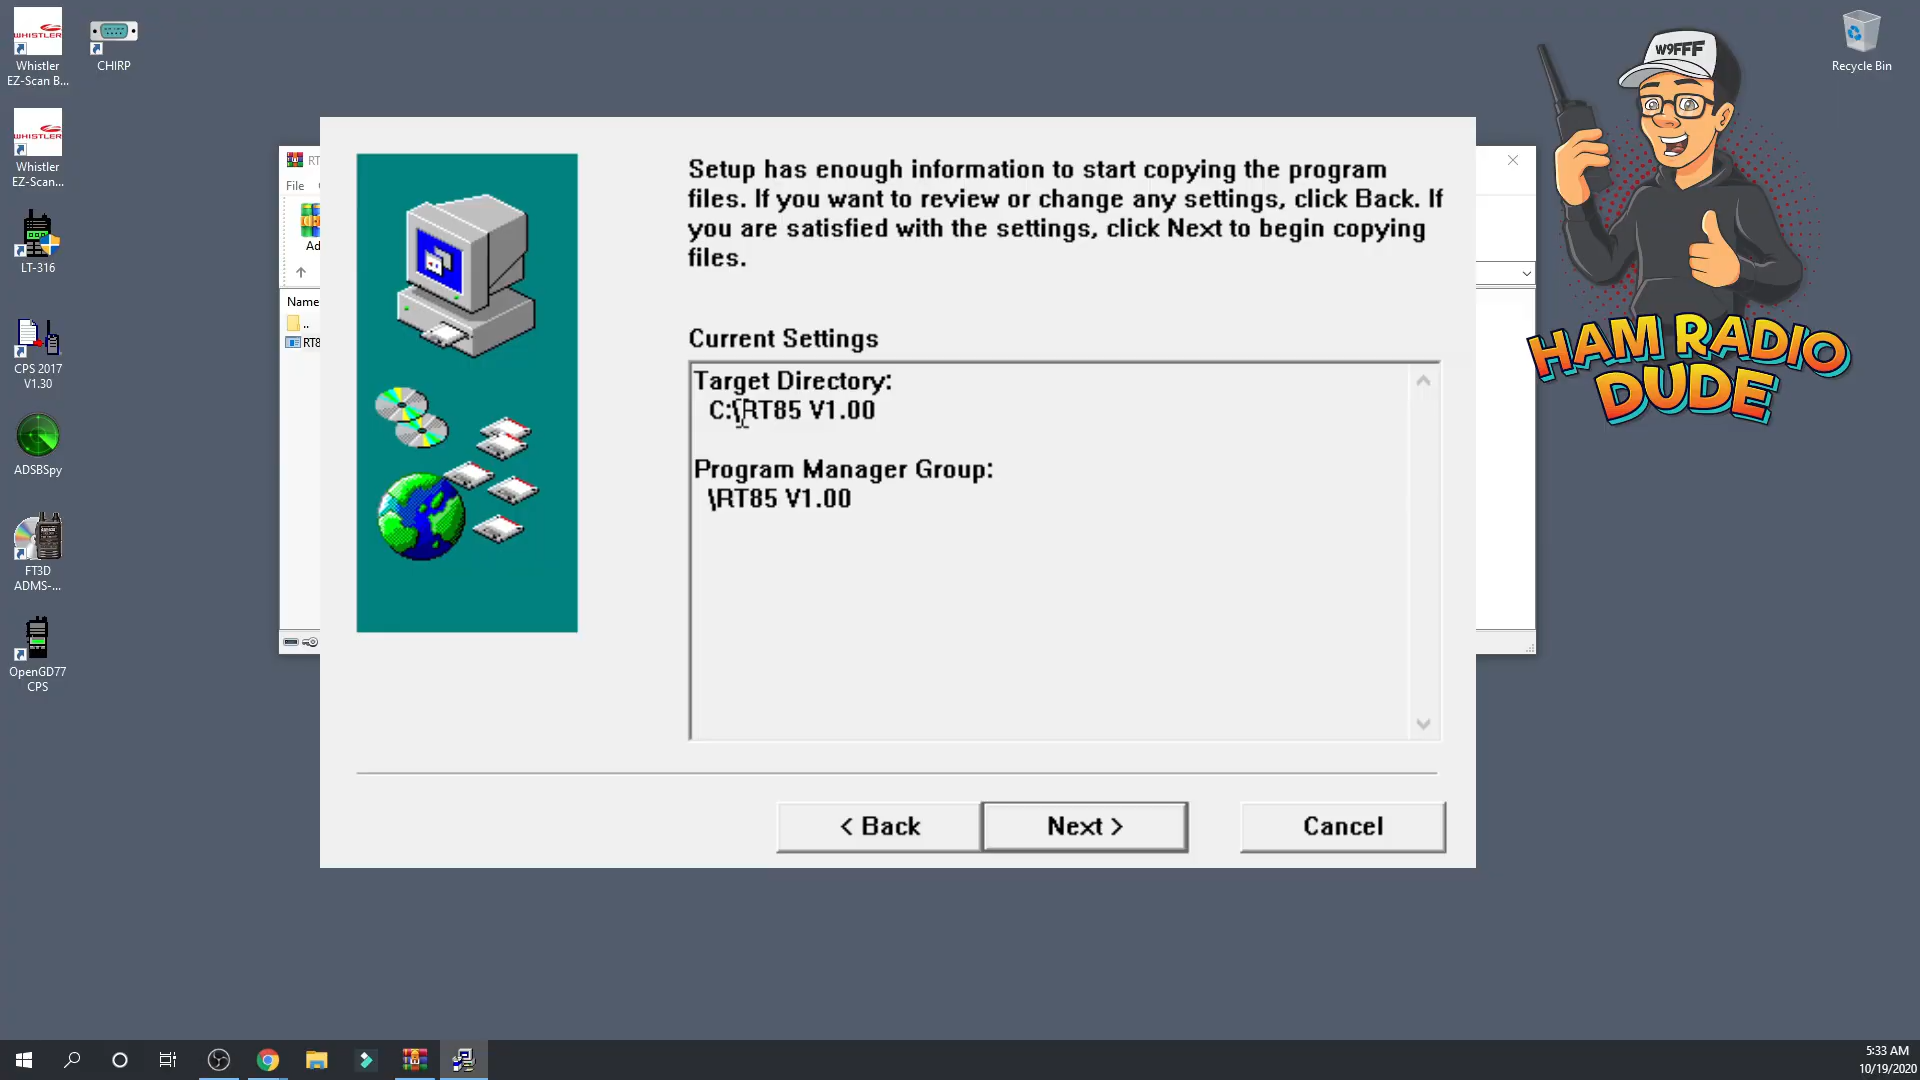 Whistler
EZ-Scan B...
CHIRP
Whistler
EZ-Scan...
LT-316
CPS 2017
V1.30
ADSBSpy
FT3D
ADMS-...
OpenGD77
CPS
RT
File
Ad
Name
..
RT8
Setup has enough information to start copying the program
files. If you want to review or change any settings, click Back. If
you are satisfied with the settings, click Next to begin copying
files.
Current Settings
Target Directory:
C:\RT85 V1.00
Program Manager Group:
\RT85 V1.00
< Back
Next >
Cancel
W9FFF
HAM RADIO
DUDE
Recycle Bin
5:33 AM
10/19/2020
WHISTLER
WHISTLER